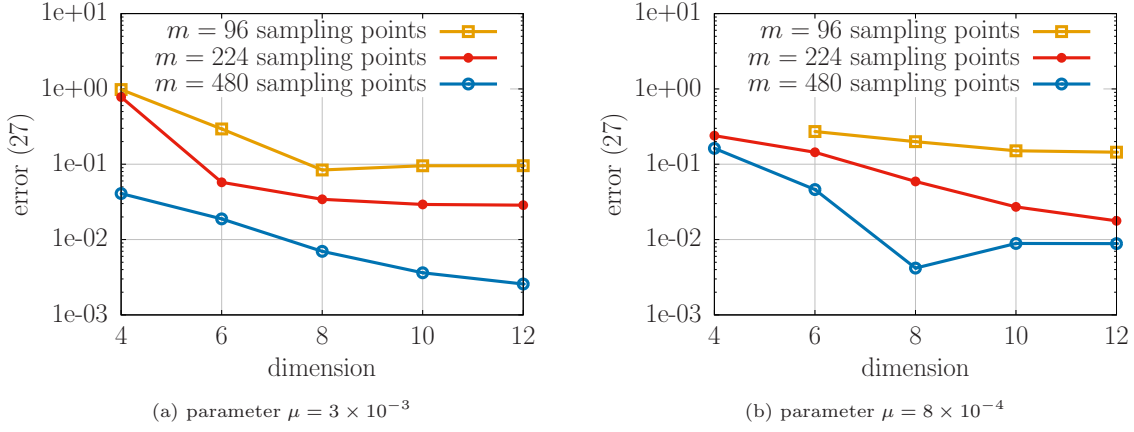 1e+01
1e+00
1e-01
1e-02
1e-03
error (27)
m = 96 sampling points
m = 224 sampling points
m = 480 sampling points
4 6 8 10 12
dimension
(a) parameter μ = 3 × 10⁻³
1e+01
1e+00
1e-01
1e-02
1e-03
error (27)
m = 96 sampling points
m = 224 sampling points
m = 480 sampling points
4 6 8 10 12
dimension
(b) parameter μ = 8 × 10⁻⁴